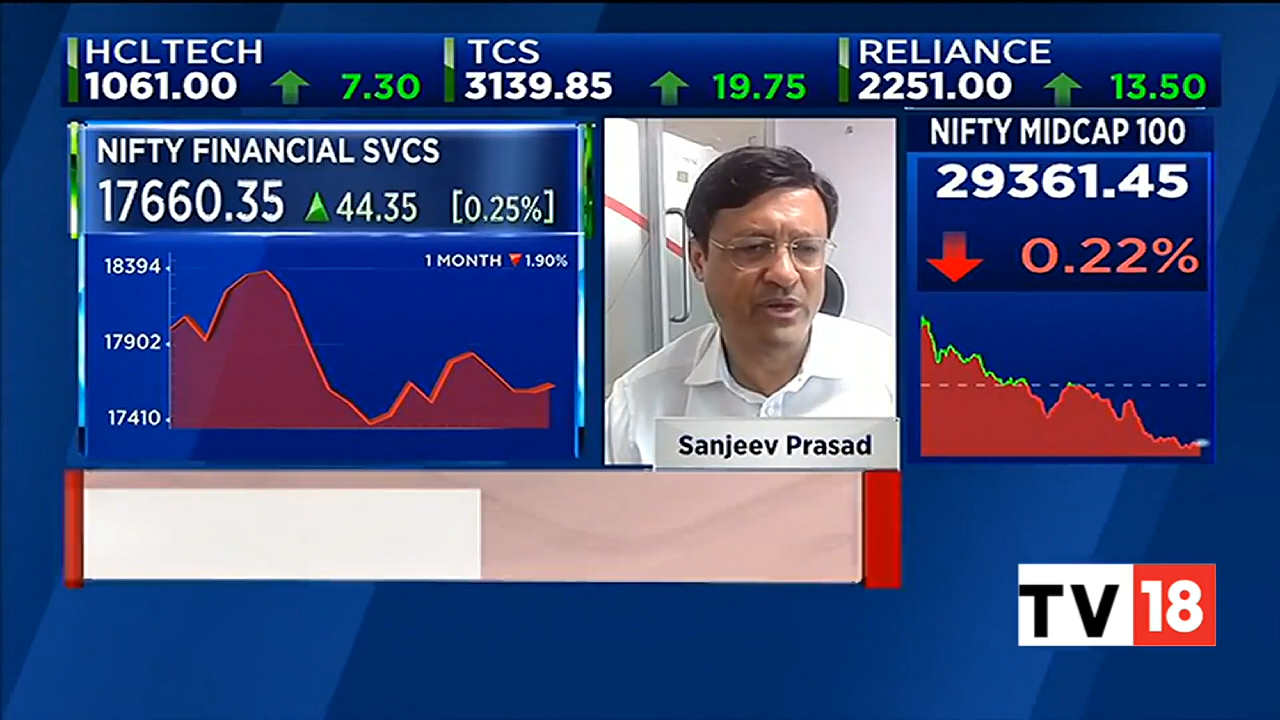 HCLTECH
1061.00 7.30
TCS
3139.85 19.75
RELIANCE
2251.00 13.50
NIFTY FINANCIAL SVCS
17660.35 44.35 [0.25%]
1 MONTH 1.90%
18394
17902
17410
Sanjeev Prasad
NIFTY MIDCAP 100
29361.45
0.22%
TV18